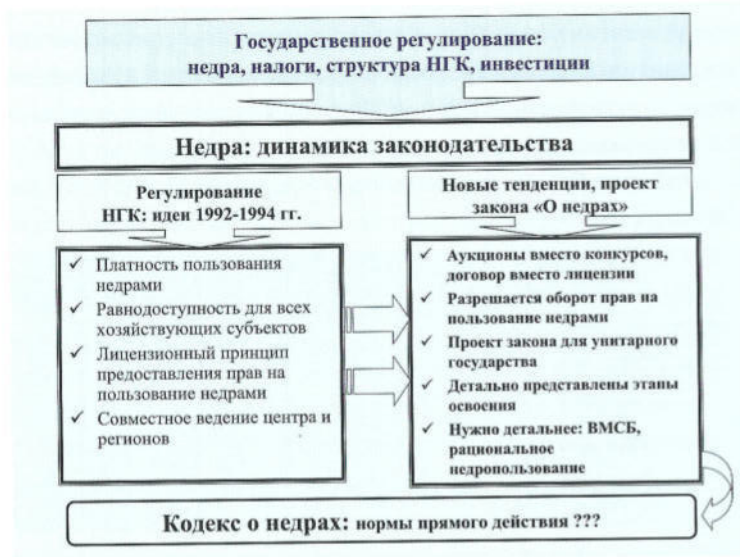 Государственное регулирование:
недра, налоги, структура НГК, инвестиции
Недра: динамика законодательства
Регулирование
НГК: идеи 1992-1994 гг.
Новые тенденции, проект
закона «О недрах»
✓ Платность пользования
недрами
✓ Равнодоступность для всех
хозяйствующих субъектов
✓ Лицензионный принцип
предоставления прав на
пользование недрами
✓ Совместное ведение центра и
регионов
✓ Аукционы вместо конкурсов,
договор вместо лицензии
✓ Разрешается оборот прав на
пользование недрами
✓ Проект закона для унитарного
государства
✓ Детально представлены этапы
освоения
✓ Нужно детальнее: ВМСБ,
рациональное
недропользование
Кодекс о недрах: нормы прямого действия ???